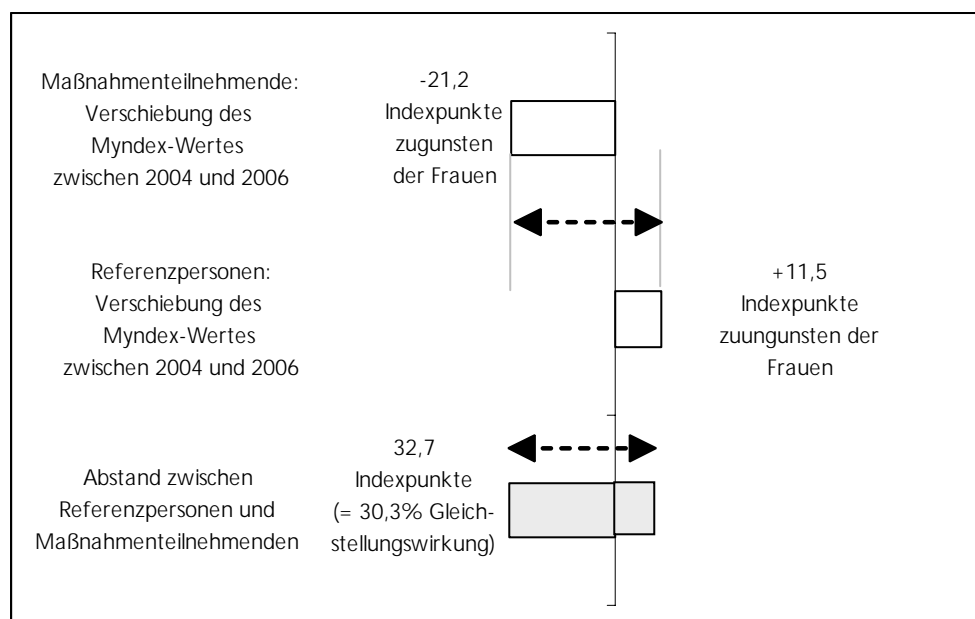 Maßnahmenteilnehmende:
Verschiebung des
Myndex-Wertes
zwischen 2004 und 2006
-21,2
Indexpunkte
zugunsten
der Frauen
Referenzpersonen:
Verschiebung des
Myndex-Wertes
zwischen 2004 und 2006
+11,5
Indexpunkte
zuungunsten der
Frauen
Abstand zwischen
Referenzpersonen und
Maßnahmenteilnehmenden
32,7
Indexpunkte
(= 30,3% Gleich-
stellungswirkung)